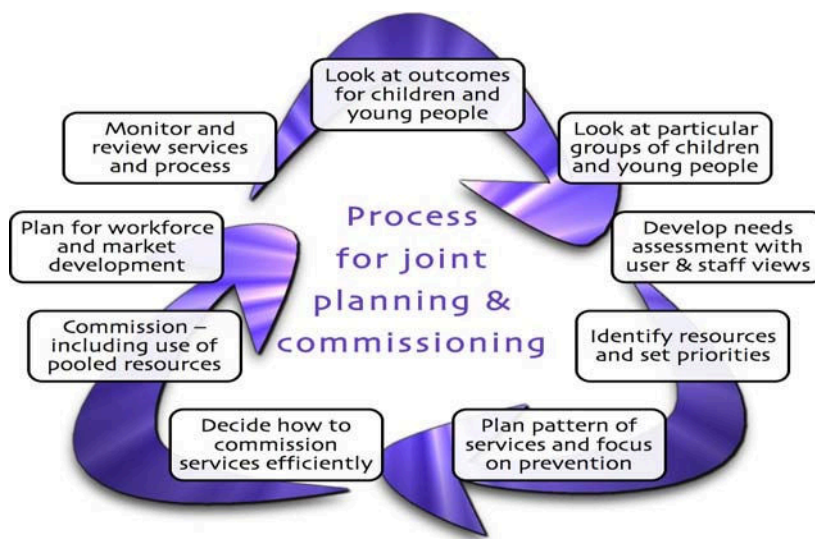 Look at outcomes
for children and
young people
Look at particular
groups of children
and young people
Develop needs
assessment with
user & staff views
Identify resources
and set priorities
Plan pattern of
services and focus
on prevention
Decide how to
commission
services efficiently
Commission –
including use of
pooled resources
Plan for workforce
and market
development
Monitor and
review services
and process
Process
for joint
planning &
commissioning